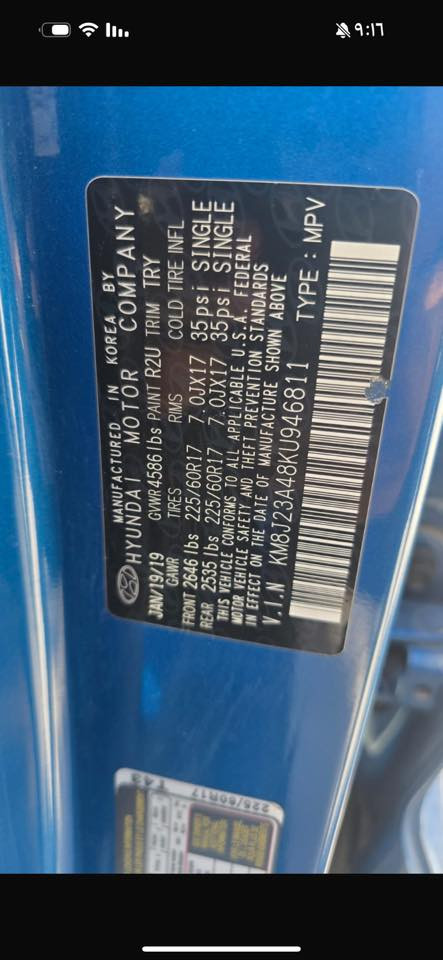 ٩:١٦
MANUFACTURED IN KOREA BY
HYUNDAI MOTOR COMPANY
JAN/19/19 GVWR 4586 lbs PAINT R2U TRIM TRY
GAWR TIRES RIMS COLD TIRE INFL
FRONT 2646 lbs 225/60R17 7.0JX17 35psi SINGLE
REAR 2535 lbs 225/60R17 7.0JX17 35psi SINGLE
THIS VEHICLE CONFORMS TO ALL APPLICABLE U.S.A. FEDERAL
MOTOR VEHICLE SAFETY AND THEFT PREVENTION STANDARDS
IN EFFECT ON THE DATE OF MANUFACTURE SHOWN ABOVE
V.I.N KM8J23A48KU946811 TYPE : MPV
225/60R17